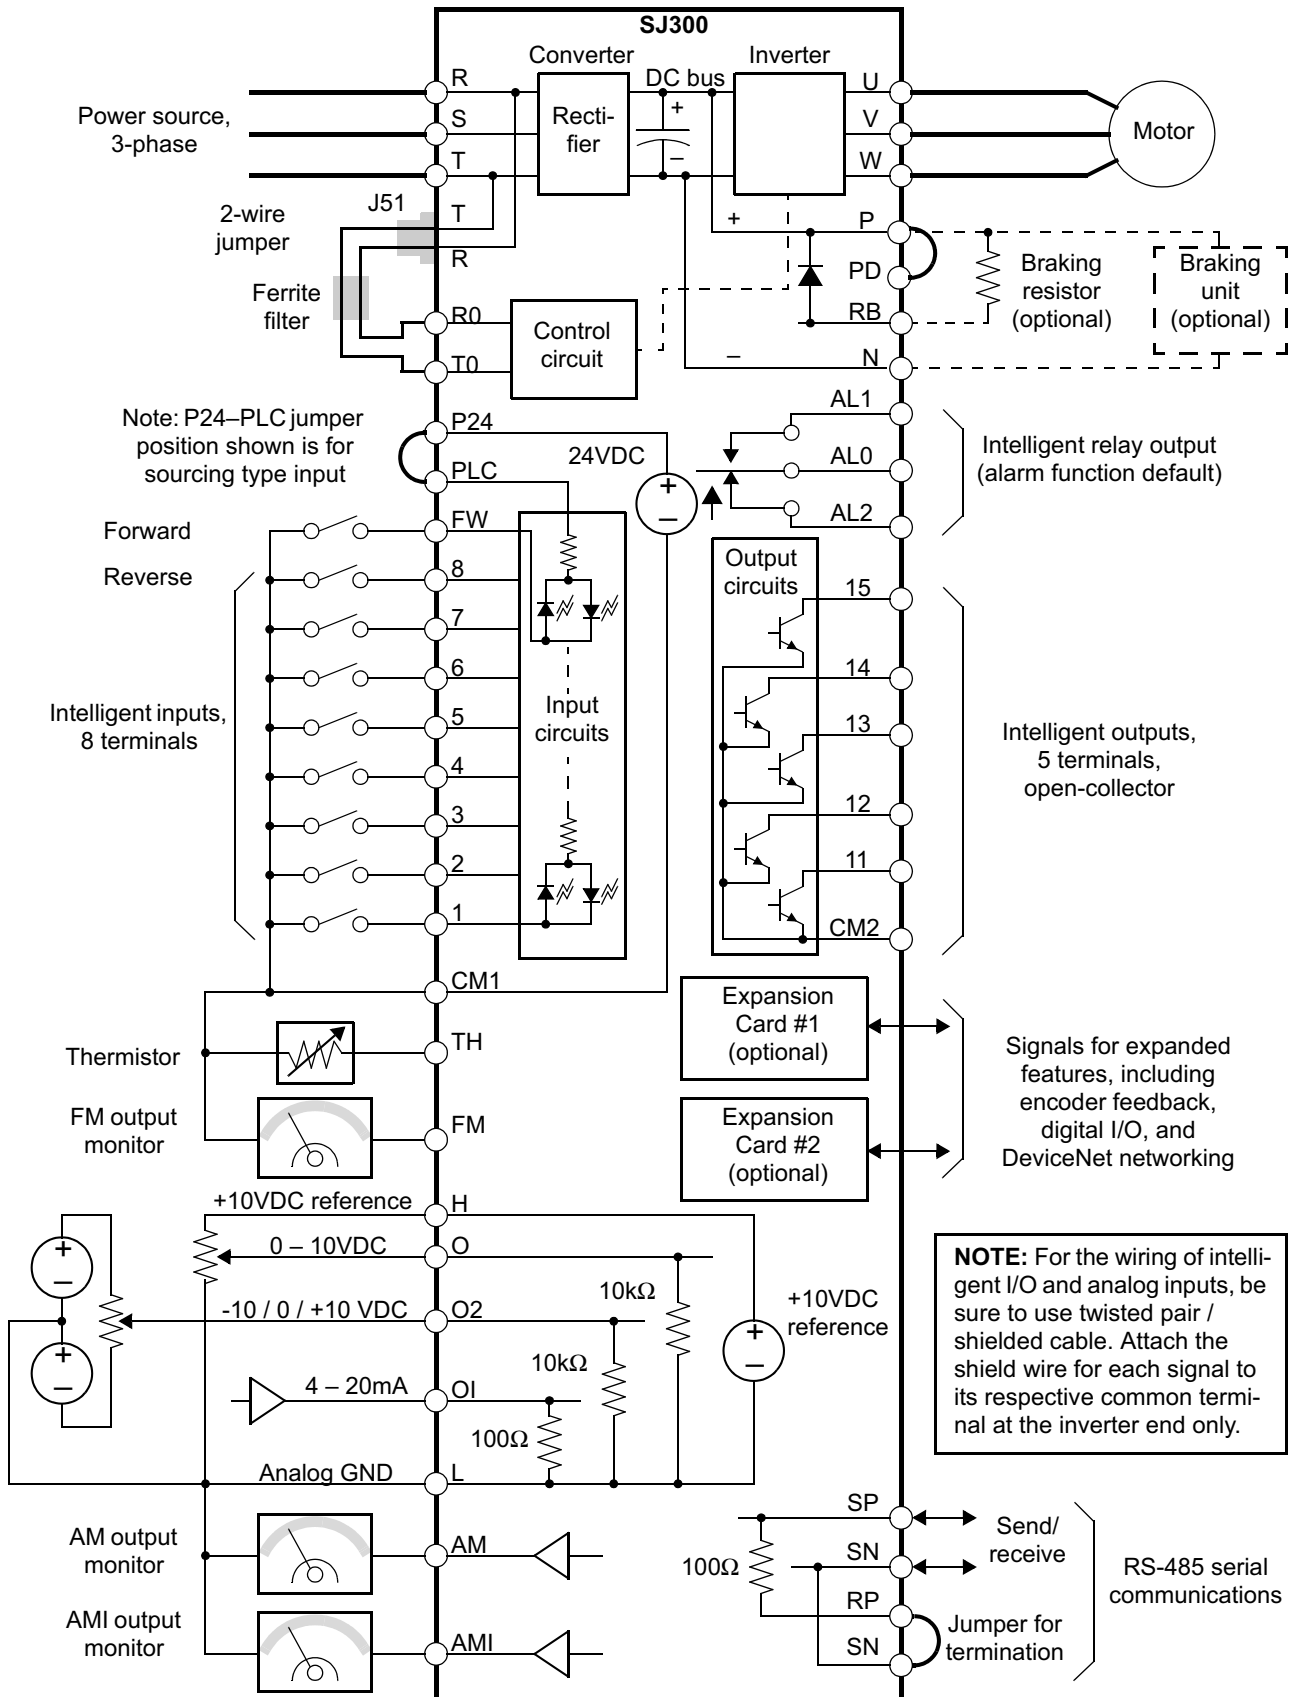 SJ300
Converter
Inverter
DC bus
Power source,
3-phase
R
S
T
Recti-
fier
+
–
U
V
W
Motor
J51
2-wire
jumper
T
R
Ferrite
filter
R0
T0
Control
circuit
+
–
P
PD
RB
N
Braking
resistor
(optional)
Braking
unit
(optional)
Note: P24–PLC jumper
position shown is for
sourcing type input
P24
PLC
24VDC
+
–
AL1
AL0
AL2
Intelligent relay output
(alarm function default)
Forward
Reverse
FW
8
7
6
5
4
3
2
1
Intelligent inputs,
8 terminals
Input
circuits
Output
circuits
15
14
13
12
11
CM2
Intelligent outputs,
5 terminals,
open-collector
CM1
Thermistor
TH
FM output
monitor
FM
Expansion
Card #1
(optional)
Expansion
Card #2
(optional)
Signals for expanded
features, including
encoder feedback,
digital I/O, and
DeviceNet networking
+10VDC reference
H
0 – 10VDC
O
-10 / 0 / +10 VDC
O2
4 – 20mA
OI
Analog GND
L
+
–
+
–
10kΩ
10kΩ
100Ω
+
–
+10VDC
reference
NOTE: For the wiring of intelli-
gent I/O and analog inputs, be
sure to use twisted pair /
shielded cable. Attach the
shield wire for each signal to
its respective common termi-
nal at the inverter end only.
AM output
monitor
AM
AMI output
monitor
AMI
100Ω
SP
SN
RP
SN
Send/
receive
Jumper for
termination
RS-485 serial
communications